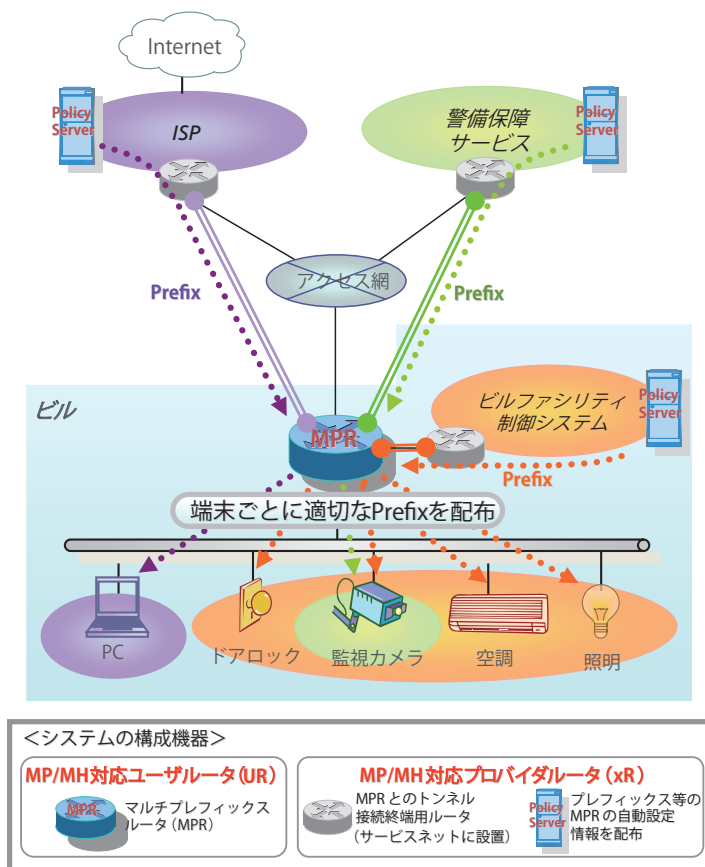 Internet
Policy
Server
ISP
警備保障
サービス
Policy
Server
アクセス網
Prefix
Prefix
ビル
MPR
ビルファシリティ
制御システム
Policy
Server
Prefix
端末ごとに適切なPrefixを配布
PC
ドアロック
監視カメラ
空調
照明
＜システムの構成機器＞
MP/MH対応ユーザルータ(UR)
MPR
マルチプレフィックス
ルータ(MPR)
MP/MH対応プロバイダルータ(xR)
MPRとのトンネル
接続終端用ルータ
(サービスネットに設置)
Policy
Server
プレフィックス等の
MPRの自動設定
情報を配布